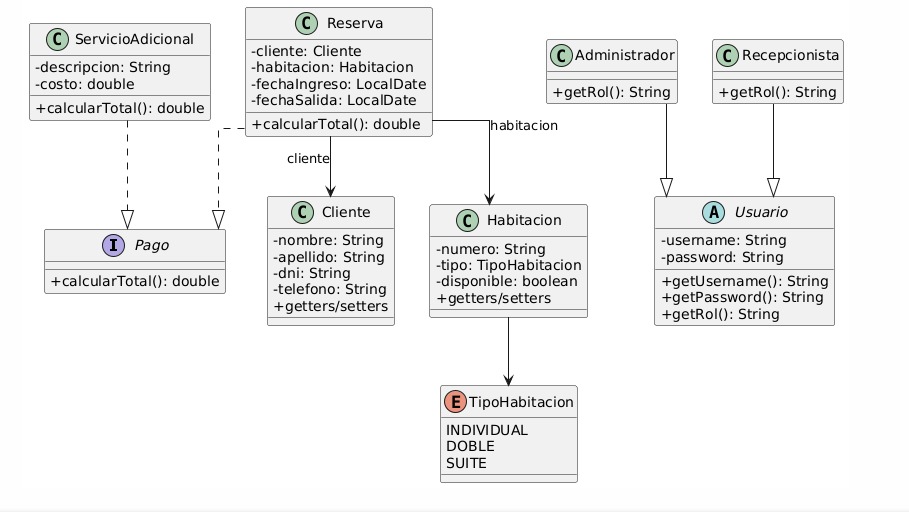 C ServicioAdicional
-descripcion: String
-costo: double
+calcularTotal(): double
C Reserva
-cliente: Cliente
-habitacion: Habitacion
-fechaIngreso: LocalDate
-fechaSalida: LocalDate
+calcularTotal(): double
C Administrador
+getRol(): String
C Recepcionista
+getRol(): String
cliente
habitacion
I Pago
+calcularTotal(): double
C Cliente
-nombre: String
-apellido: String
-dni: String
-telefono: String
+getters/setters
C Habitacion
-numero: String
-tipo: TipoHabitacion
-disponible: boolean
+getters/setters
A Usuario
-username: String
-password: String
+getUsername(): String
+getPassword(): String
+getRol(): String
E TipoHabitacion
INDIVIDUAL
DOBLE
SUITE